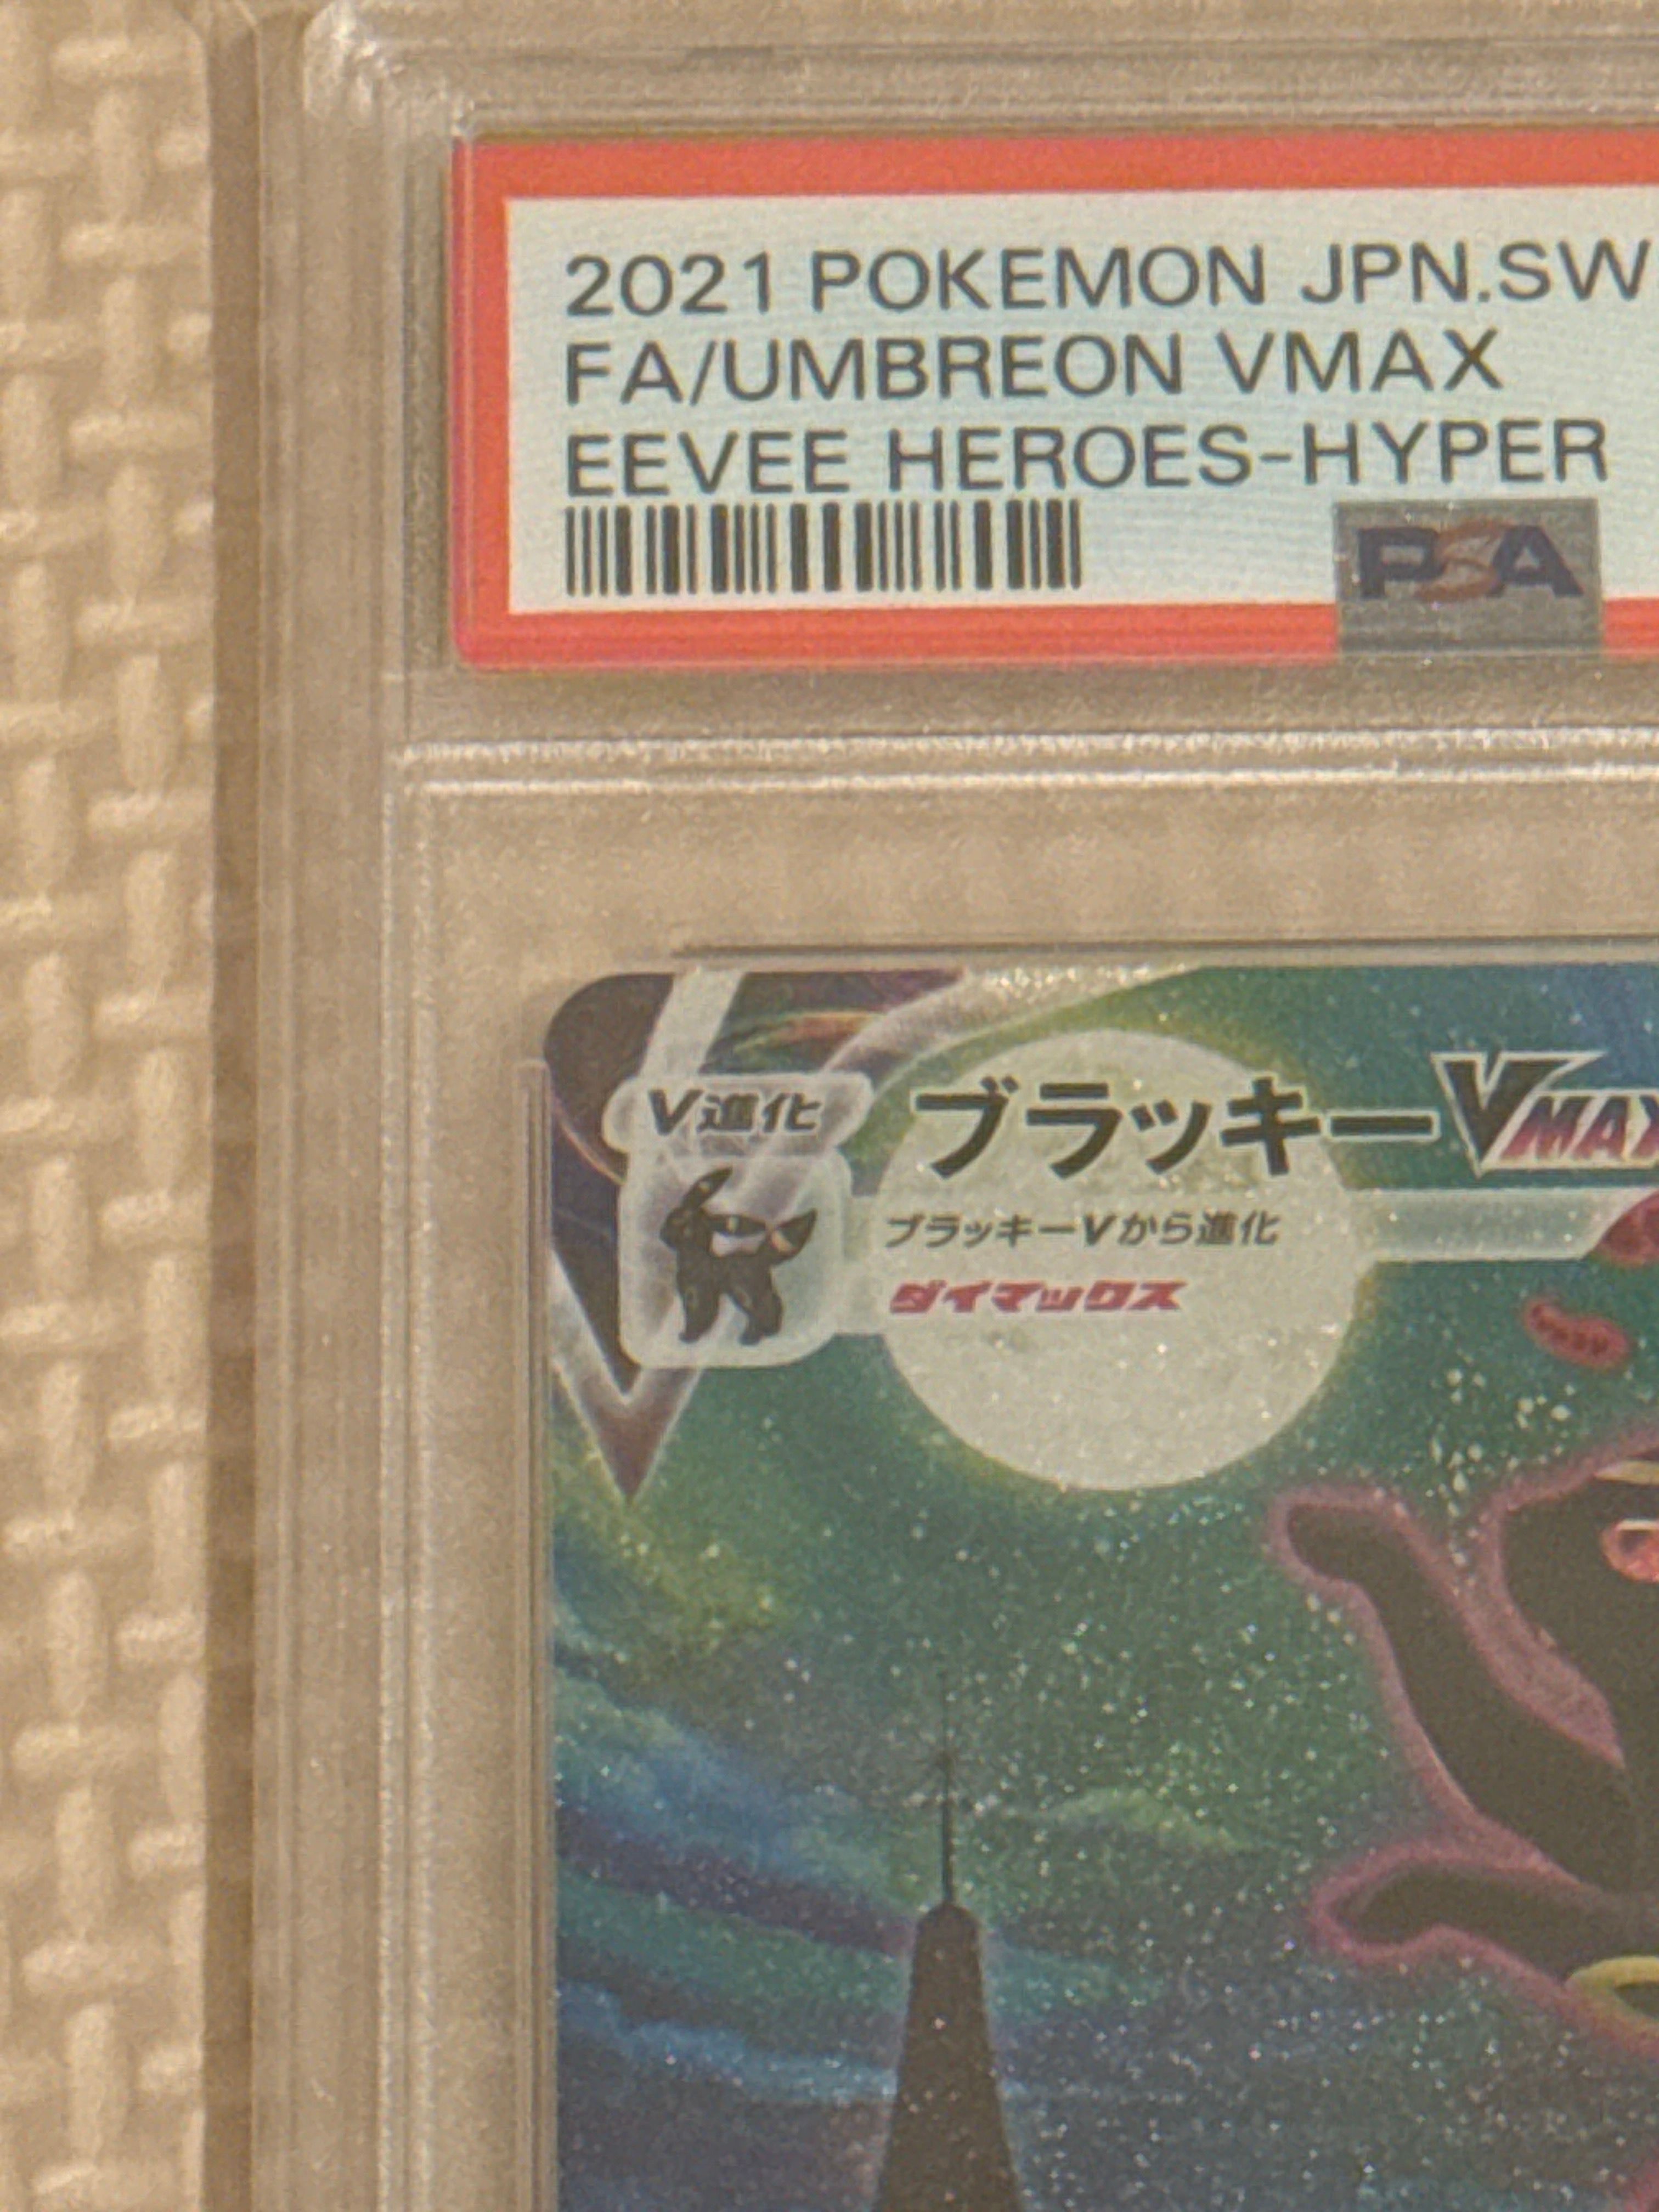 2021 POKEMON JPN.SW
FA/UMBREON VMAX
EEVEE HEROES-HYPER
PSA
V進化
ブラッキーVMAX
ブラッキーVから進化
ダイマックス